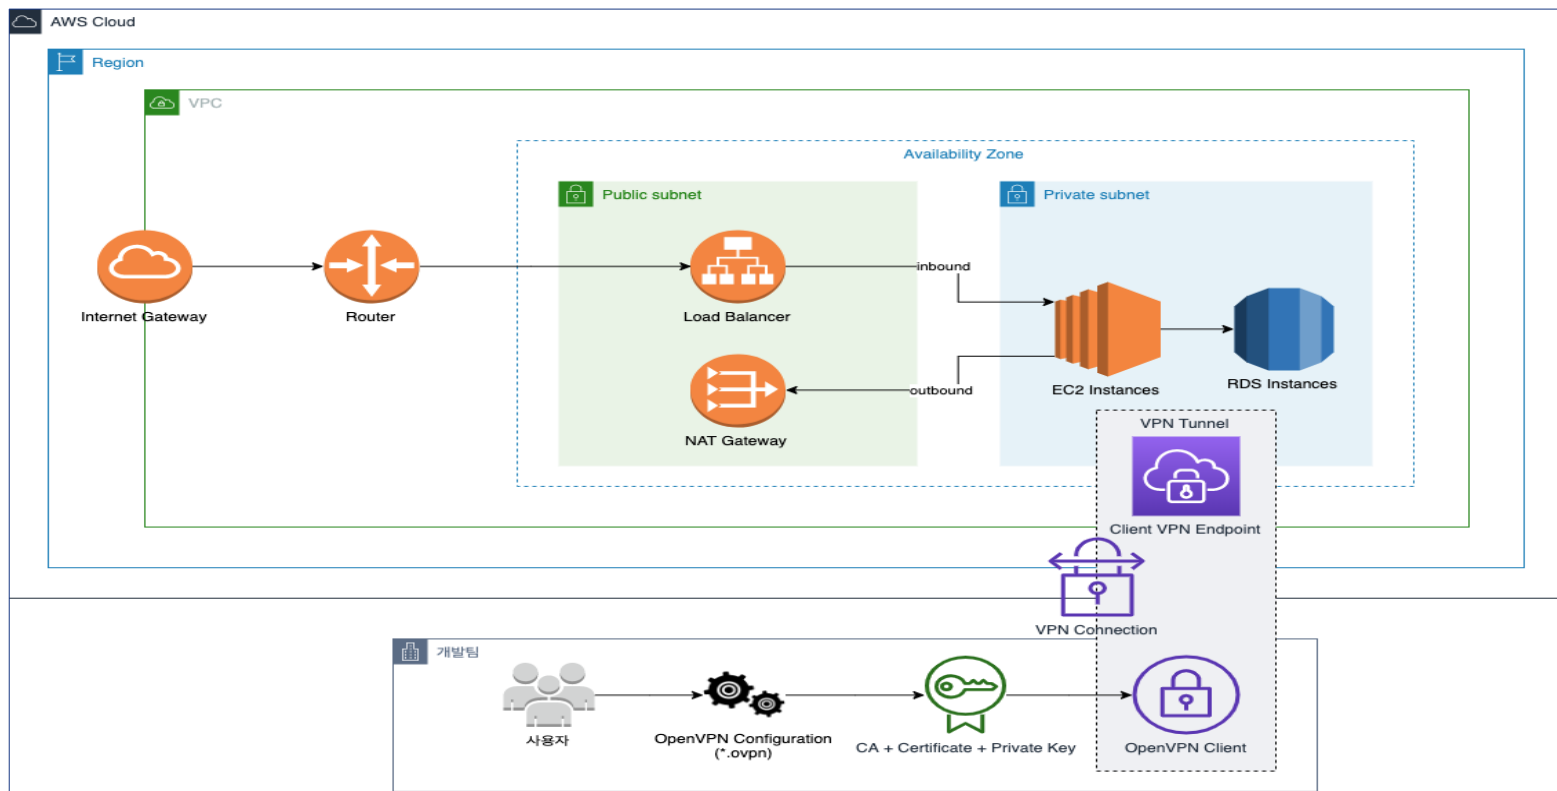 AWS Cloud
Region
VPC
Availability Zone
Public subnet
Private subnet
inbound
Internet Gateway
Router
Load Balancer
RDS Instances
outbound
EC2 Instances
NAT Gateway
VPN Tunnel
Client VPN Endpoint
VPN Connection
개발팀
사용자
OpenVPN Configuration
(*.ovpn)
CA + Certificate + Private Key
OpenVPN Client